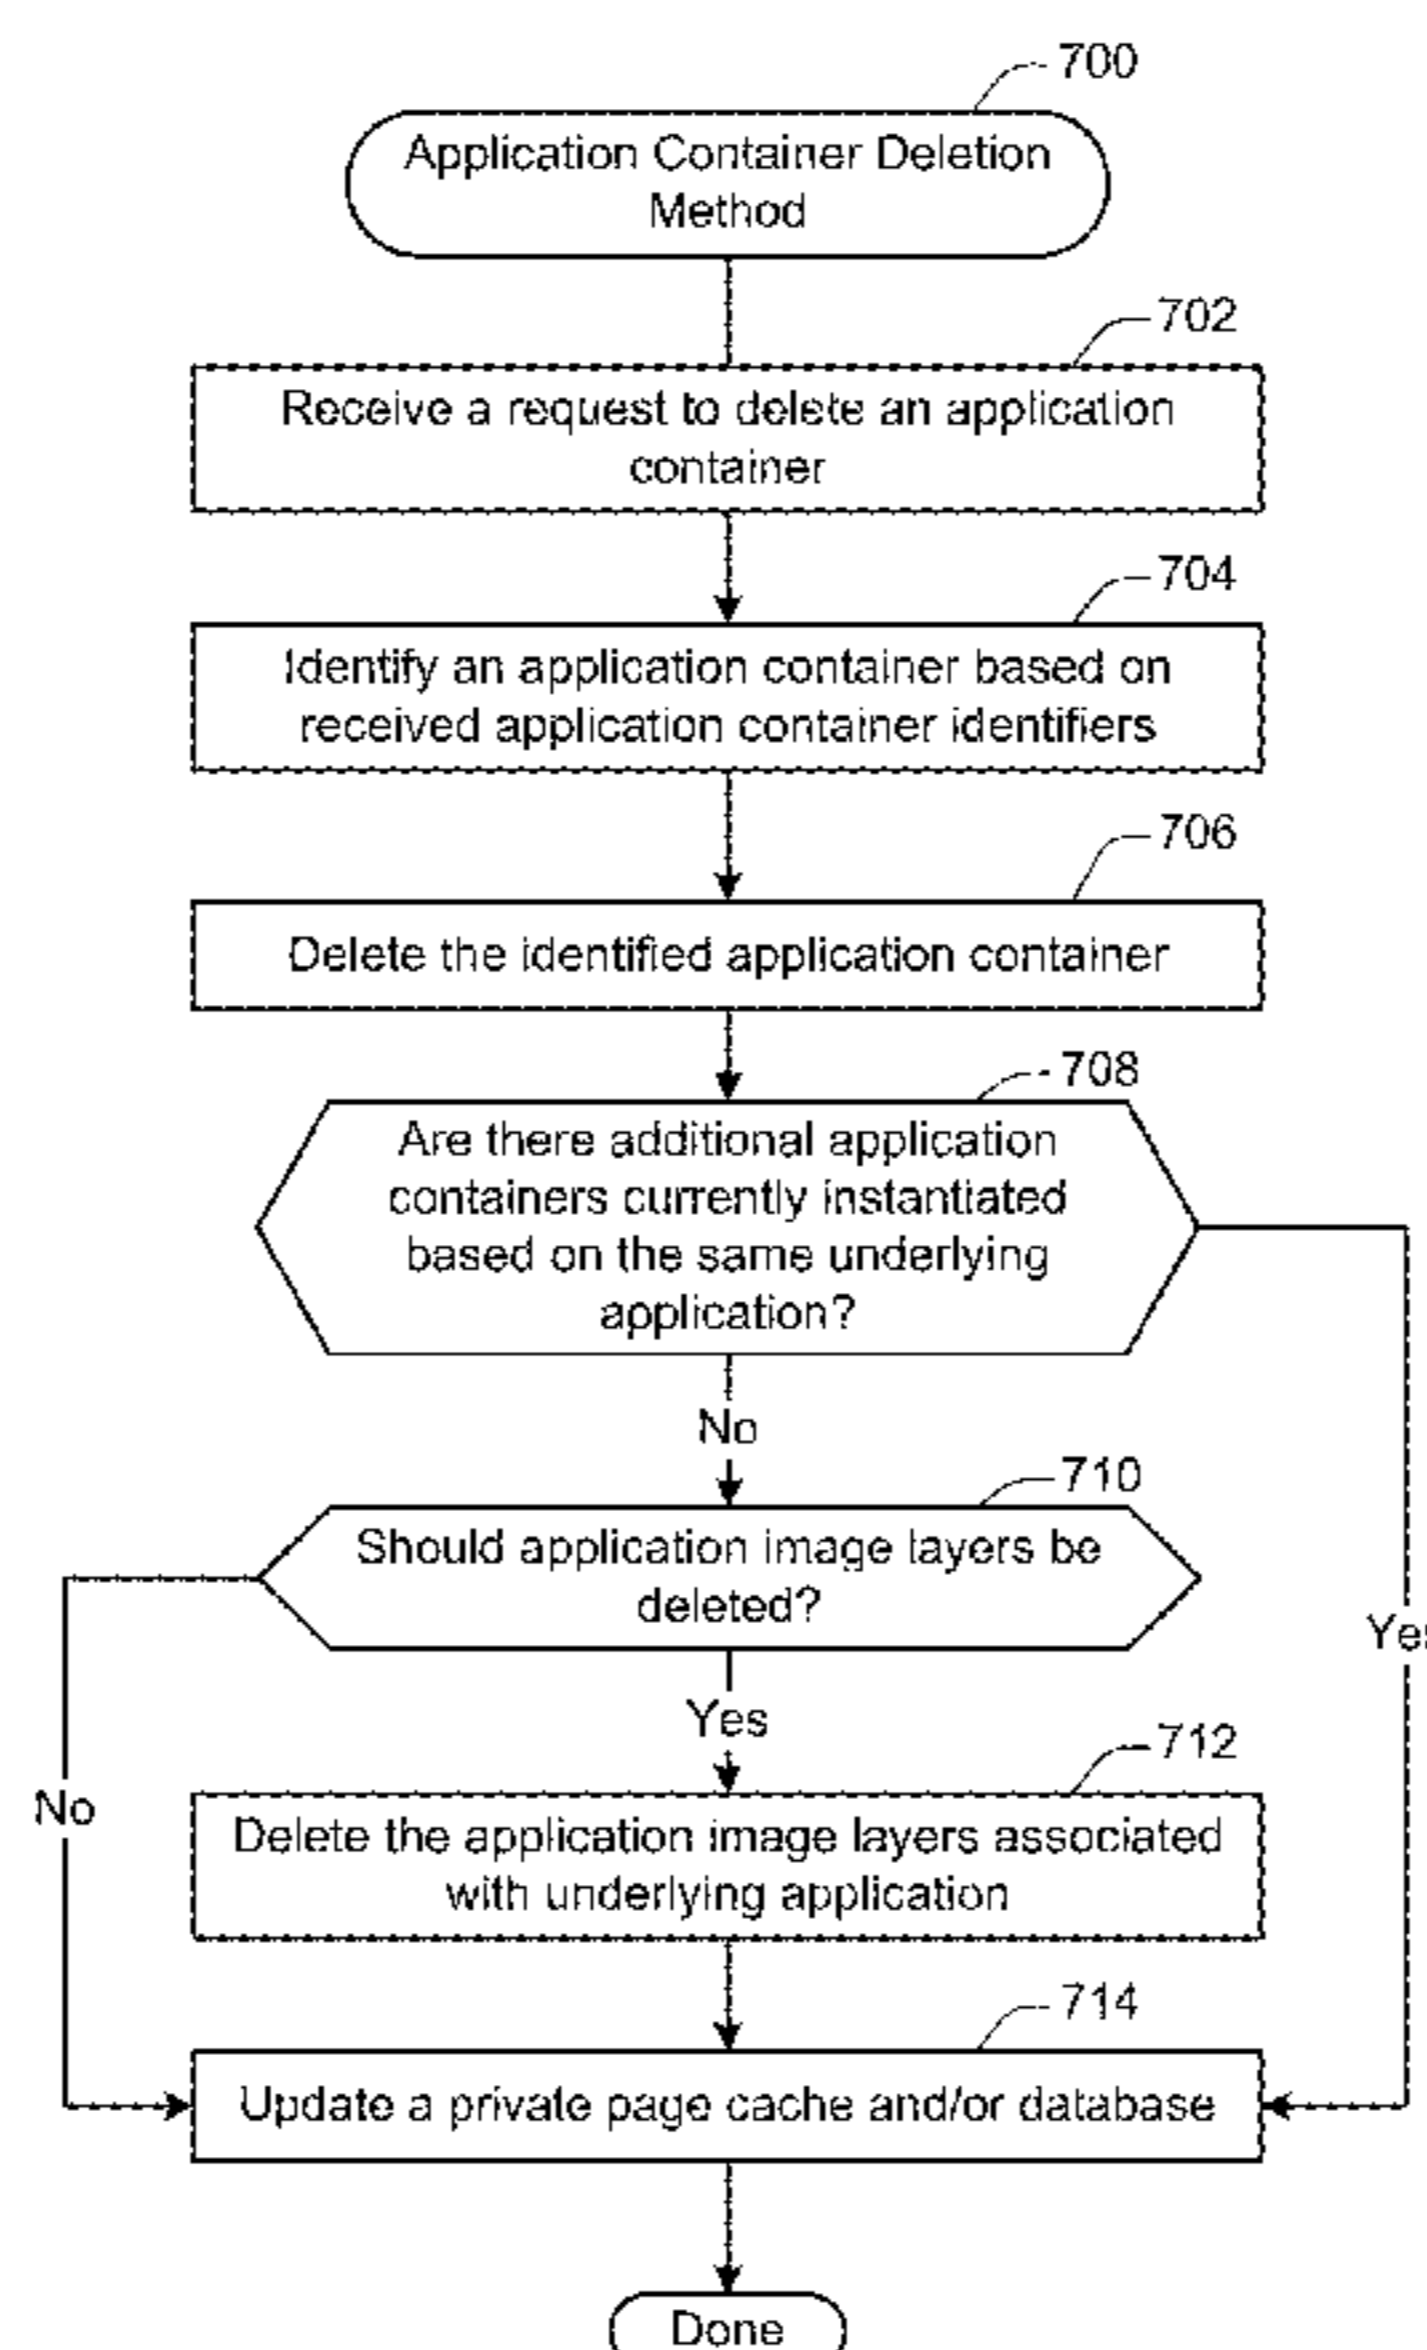 700
Application Container Deletion
Method
702
Receive a request to delete an application
container
704
Identify an application container based on
received application container identifiers
706
Delete the identified application container
708
Are there additional application
containers currently instantiated
based on the same underlying
application?
No
710
Should application image layers be
deleted?
Yes
Yes
712
No
Delete the application image layers associated
with underlying application
714
Update a private page cache and/or database
Done